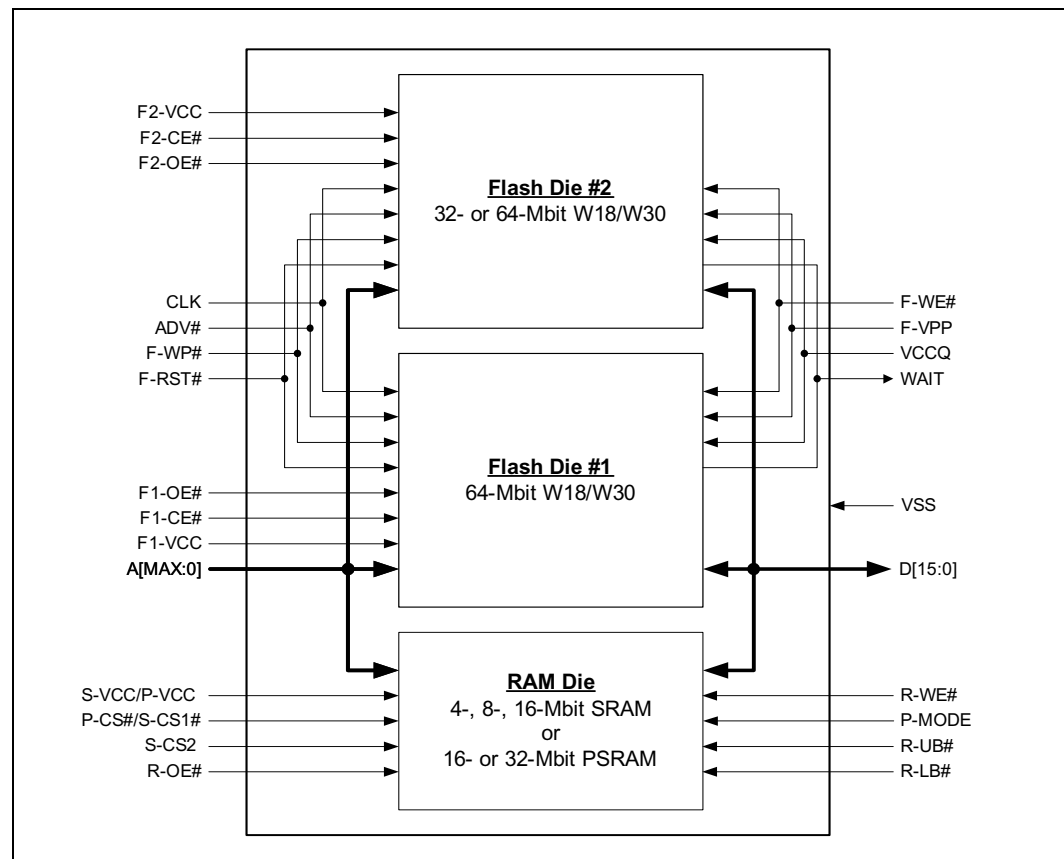 F2-VCC
F2-CE#
F2-OE#
Flash Die #2
32- or 64-Mbit W18/W30
CLK
ADV#
F-WP#
F-RST#
F-WE#
F-VPP
VCCQ
WAIT
Flash Die #1
64-Mbit W18/W30
F1-OE#
F1-CE#
F1-VCC
A[MAX:0]
VSS
D[15:0]
RAM Die
4-, 8-, 16-Mbit SRAM
or
16- or 32-Mbit PSRAM
S-VCC/P-VCC
P-CS#/S-CS1#
S-CS2
R-OE#
R-WE#
P-MODE
R-UB#
R-LB#